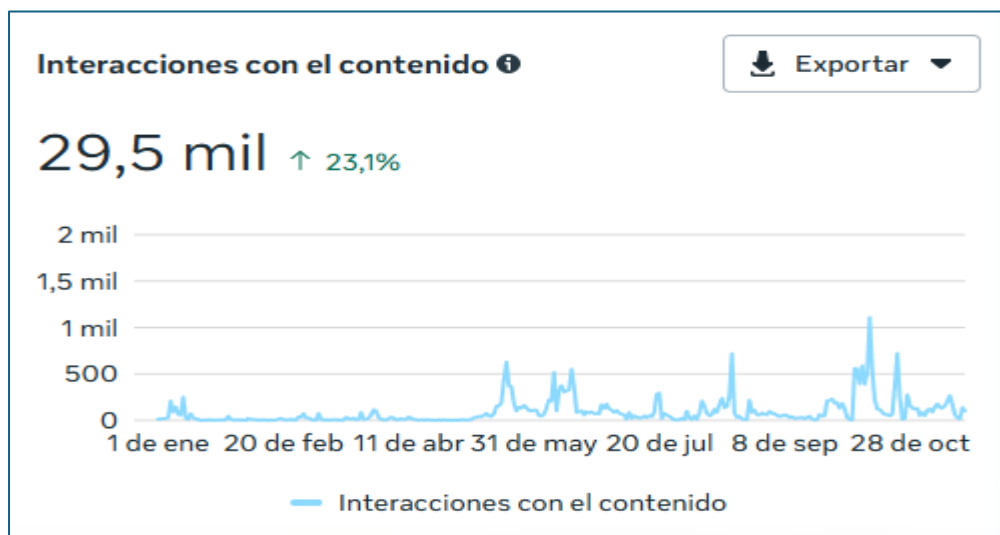 Interacciones con el contenido
Exportar
29,5 mil ↑ 23,1%
2 mil
1,5 mil
1 mil
500
0
1 de ene 20 de feb 11 de abr 31 de may 20 de jul 8 de sep 28 de oct
Interacciones con el contenido